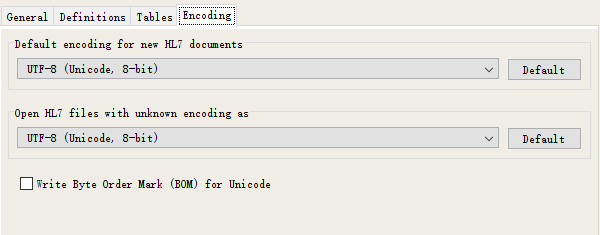 General Definitions Tables Encoding
Default encoding for new HL7 documents
UTF-8 (Unicode, 8-bit) Default
Open HL7 files with unknown encoding as
UTF-8 (Unicode, 8-bit) Default
Write Byte Order Mark (BOM) for Unicode